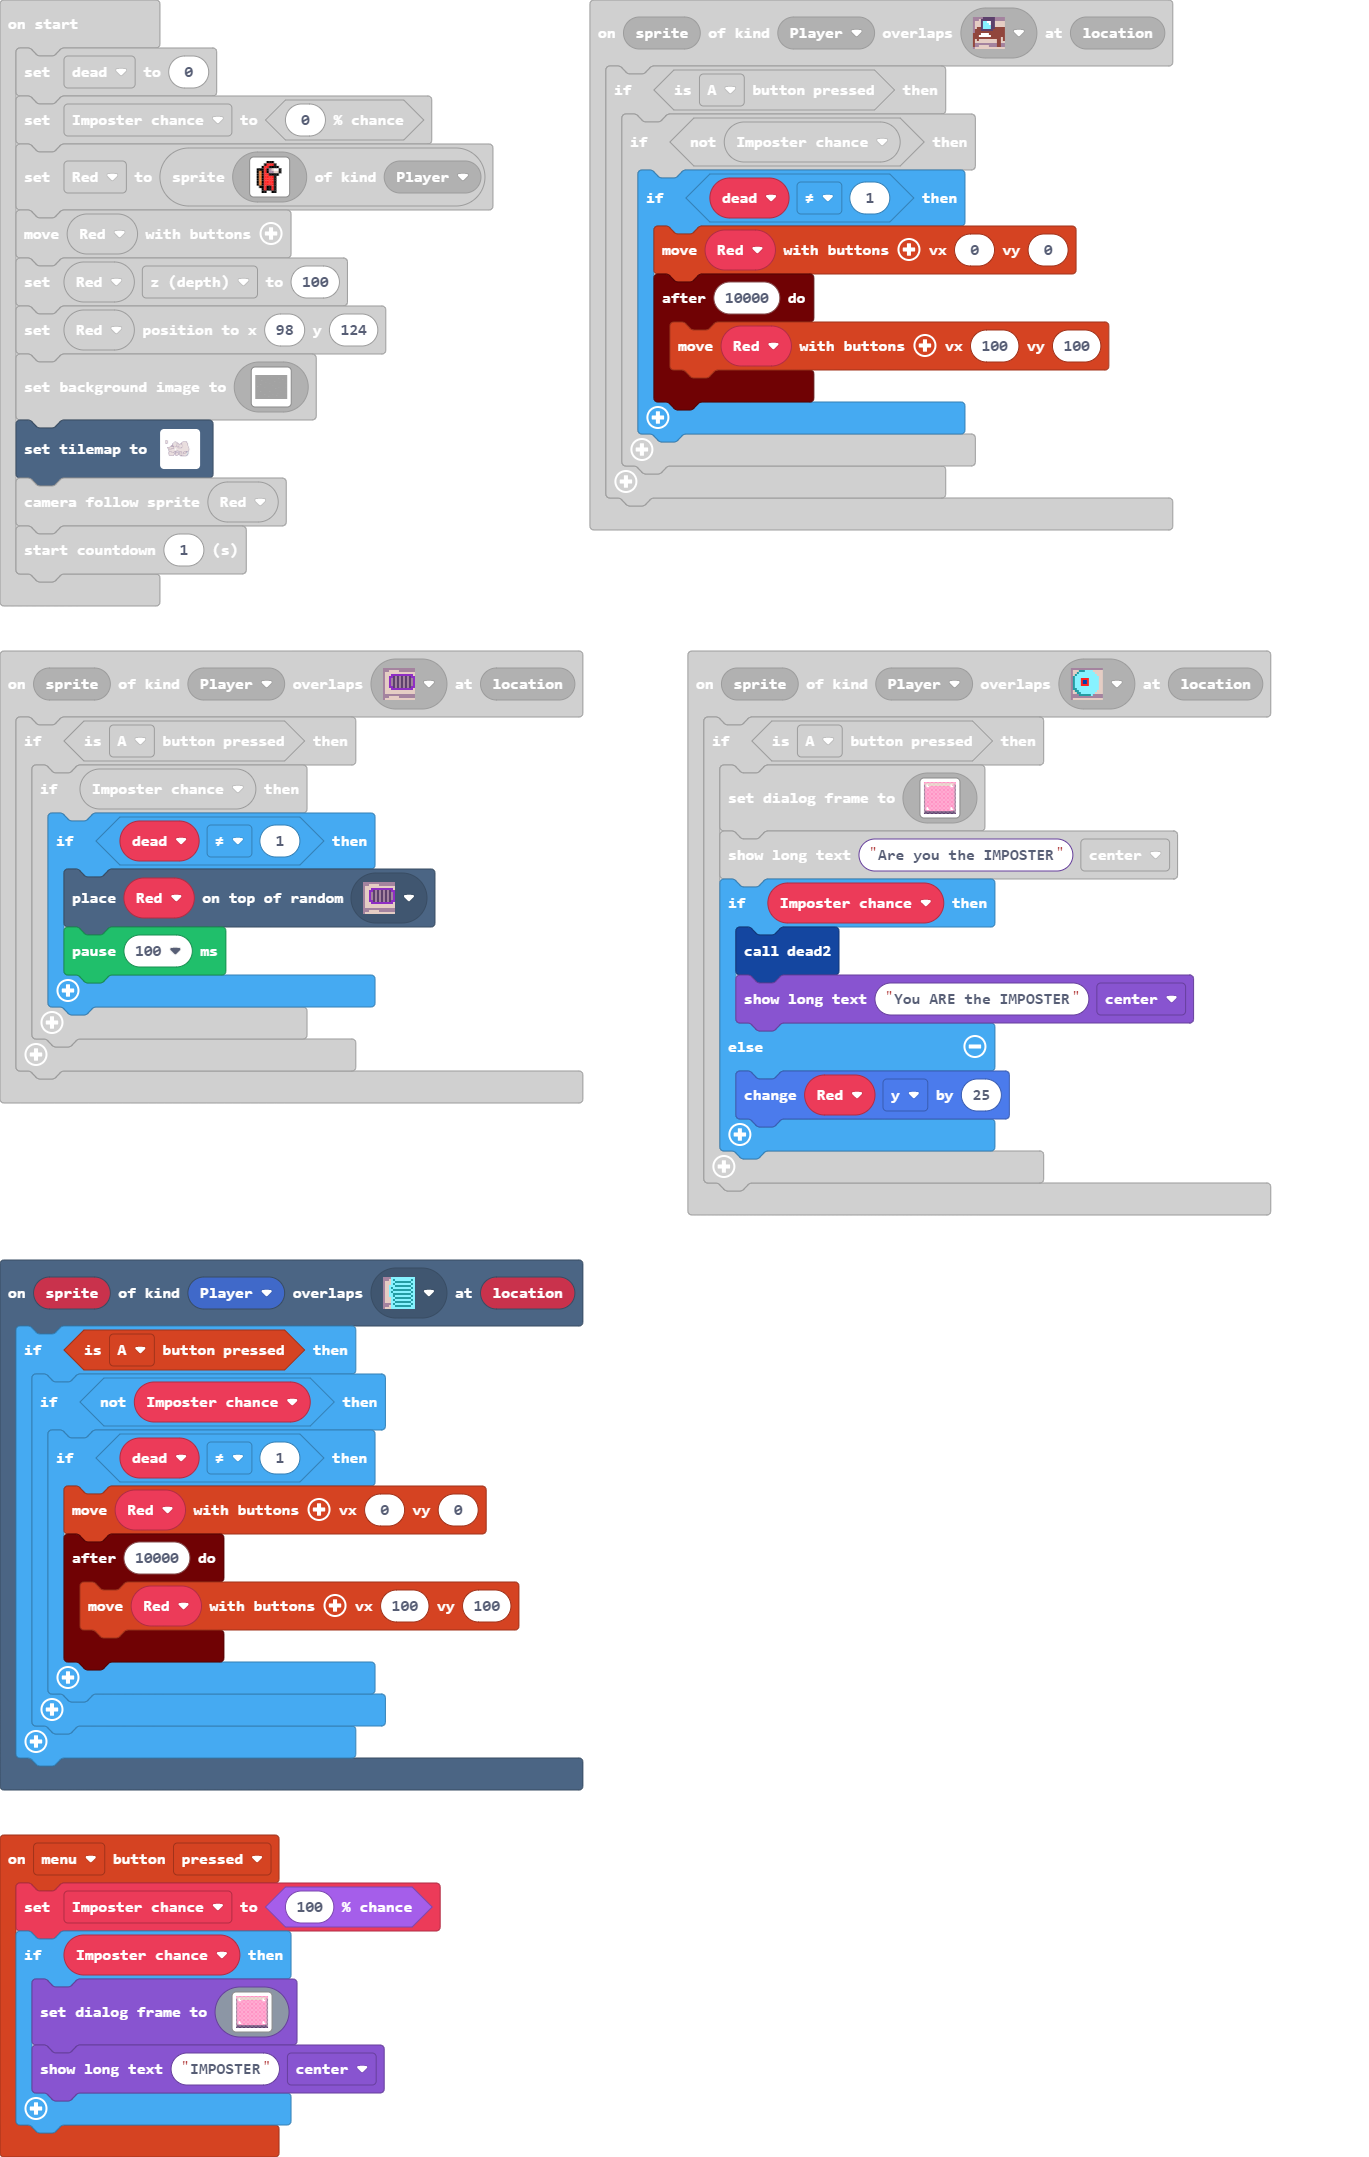 on start
set dead to 0
set Imposter chance to 0 % chance
set Red to sprite of kind Player
move Red with buttons
set Red z (depth) to 100
set Red position to x 98 y 124
set background image to
set tilemap to
camera follow sprite Red
start countdown 1 (s)
on sprite of kind Player overlaps at location
if is A button pressed then
if not Imposter chance then
if dead ≠ 1 then
move Red with buttons vx 0 vy 0
after 10000 do
move Red with buttons vx 100 vy 100
on sprite of kind Player overlaps at location
if is A button pressed then
if Imposter chance then
if dead ≠ 1 then
place Red on top of random
pause 100 ms
on sprite of kind Player overlaps at location
if is A button pressed then
set dialog frame to
show long text "Are you the IMPOSTER" center
if Imposter chance then
call dead2
show long text "You ARE the IMPOSTER" center
else
change Red y by 25
on sprite of kind Player overlaps at location
if is A button pressed then
if not Imposter chance then
if dead ≠ 1 then
move Red with buttons vx 0 vy 0
after 10000 do
move Red with buttons vx 100 vy 100
on menu button pressed
set Imposter chance to 100 % chance
if Imposter chance then
set dialog frame to
show long text "IMPOSTER" center